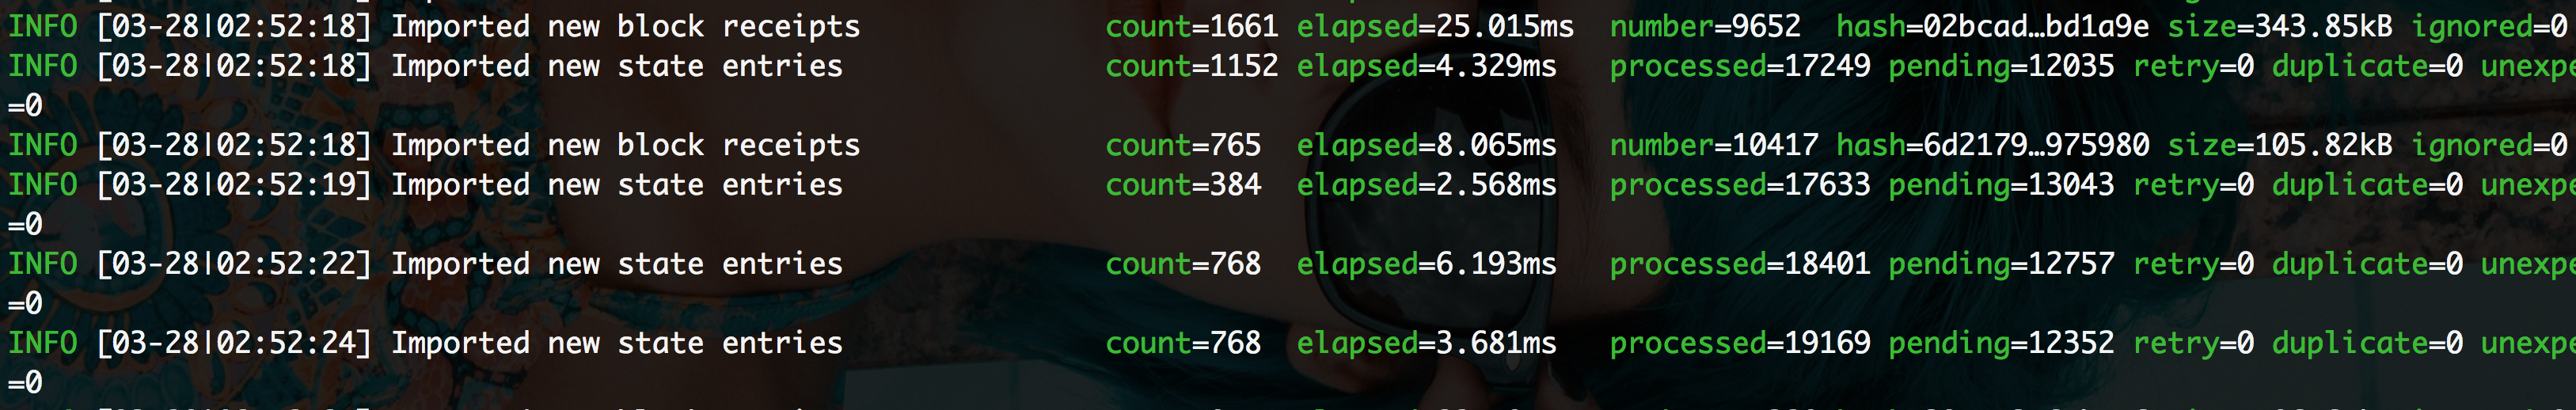 INFO [03-28|02:52:18] Imported new block receipts count=1661 elapsed=25.015ms number=9652 hash=02bcad…bd1a9e size=343.85kB ignored=0
INFO [03-28|02:52:18] Imported new state entries count=1152 elapsed=4.329ms processed=17249 pending=12035 retry=0 duplicate=0 unexpe
=0
INFO [03-28|02:52:18] Imported new block receipts count=765 elapsed=8.065ms number=10417 hash=6d2179…975980 size=105.82kB ignored=0
INFO [03-28|02:52:19] Imported new state entries count=384 elapsed=2.568ms processed=17633 pending=13043 retry=0 duplicate=0 unexpe
=0
INFO [03-28|02:52:22] Imported new state entries count=768 elapsed=6.193ms processed=18401 pending=12757 retry=0 duplicate=0 unexpe
=0
INFO [03-28|02:52:24] Imported new state entries count=768 elapsed=3.681ms processed=19169 pending=12352 retry=0 duplicate=0 unexpe
=0